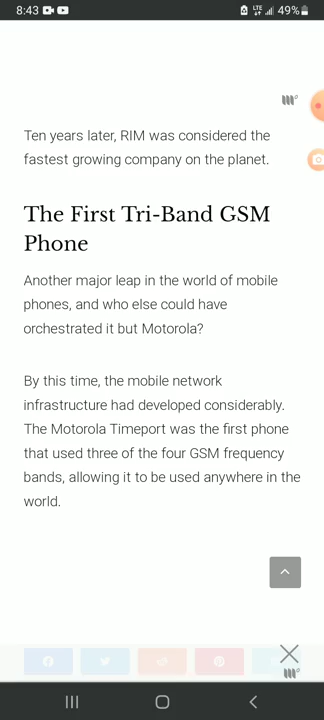 8:43
LTE
49%
Ten years later, RIM was considered the
fastest growing company on the planet.
The First Tri-Band GSM
Phone
Another major leap in the world of mobile
phones, and who else could have
orchestrated it but Motorola?
By this time, the mobile network
infrastructure had developed considerably.
The Motorola Timeport was the first phone
that used three of the four GSM frequency
bands, allowing it to be used anywhere in the
world.